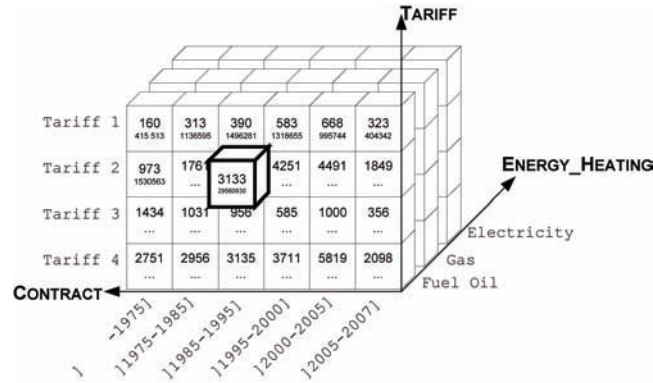 TARIFF
Tariff 1 160 313 390 583 668 323
415 513 1136595 1496281 1318655 995744 404342
Tariff 2 973 1761 3133 4251 4491 1849
1530563 ... 29560930 ... ... ...
ENERGY_HEATING
Tariff 3 1434 1031 956 585 1000 356
... ... ... ... ... ...
Electricity
Tariff 4 2751 2956 3135 3711 5819 2098
... ... ... ... ... ...
Gas
Fuel Oil
CONTRACT
] -1975]
]1975-1985]
]1985-1995]
]1995-2000]
]2000-2005]
]2005-2007]